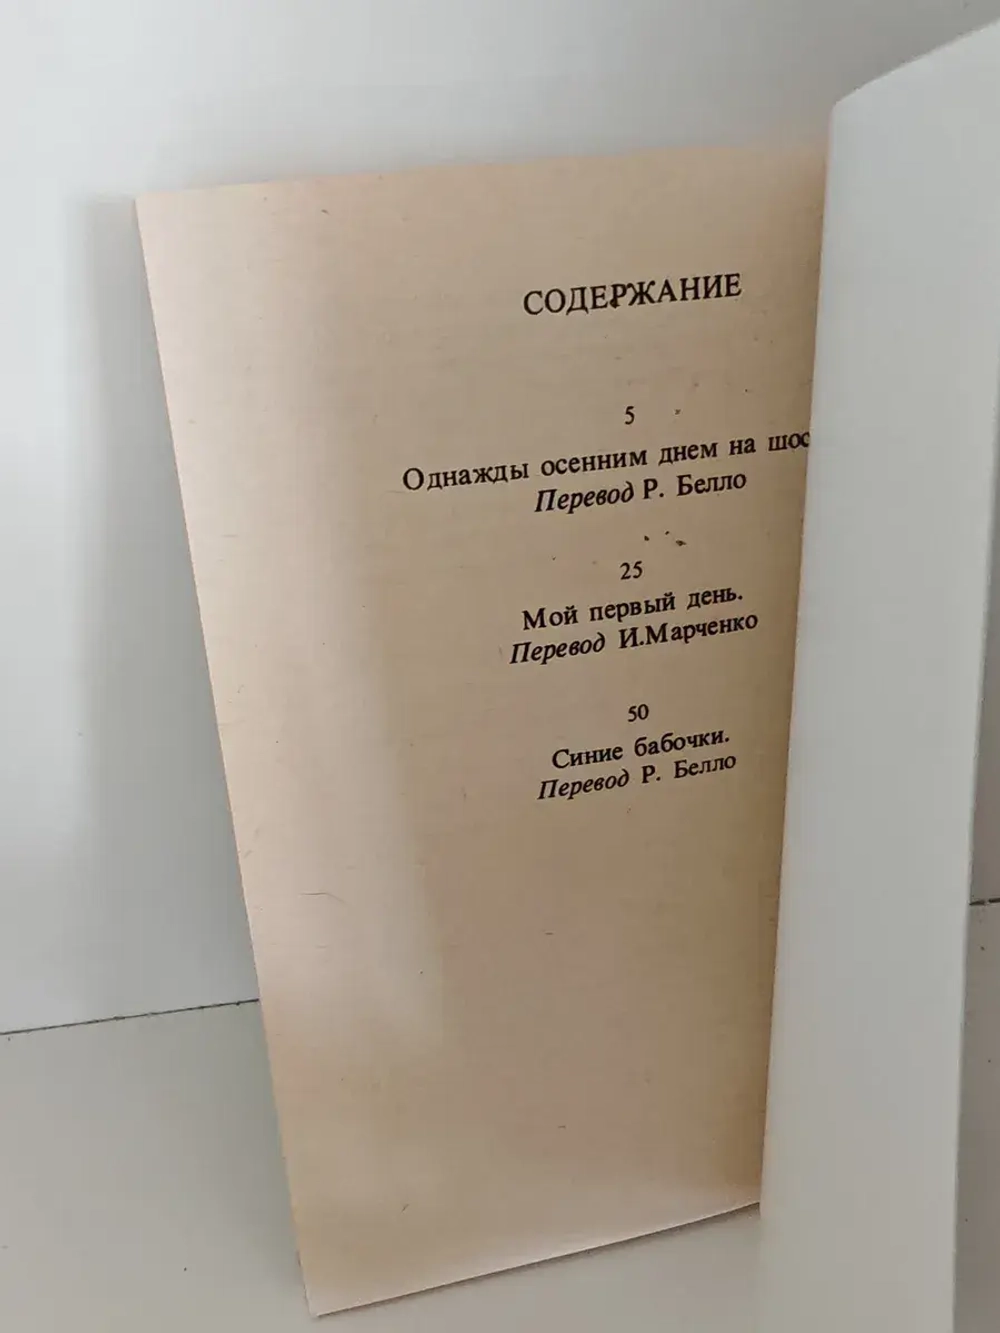 СОДЕРЖАНИЕ
5
Однажды осенним днем на
Перевод Р. Белло
25
Мой первый день.
Перевод И.Марченко
50
Синие бабочки.
Перевод Р. Белло